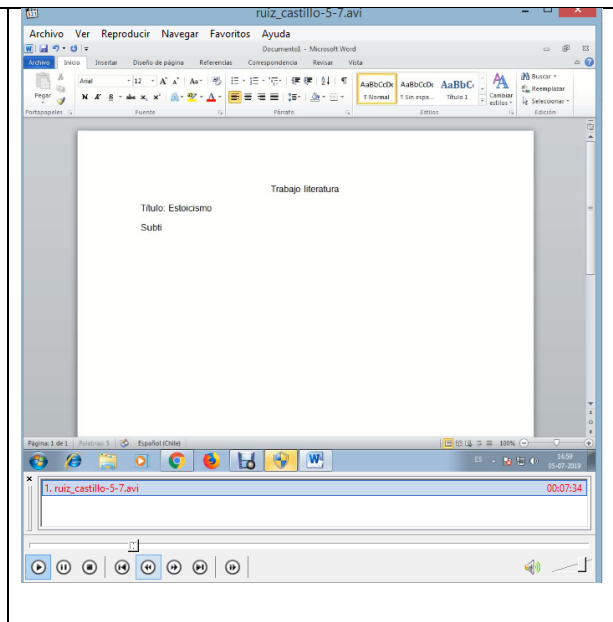 ruiz_castillo-5-7.avi
Archivo Ver Reproducir Navegar Favoritos Ayuda
Documento1 - Microsoft Word
Archivo Inicio Insertar Diseño de página Referencias Correspondencia Revisar Vista
Arial 12
Pegar
N K S abc x, x²
AaBbCcDc AaBbCcDc AaBbC
¶ Normal ¶ Sin espa... Título 1
Cambiar estilos
Buscar
Reemplazar
Seleccionar
Portapapeles Fuente Párrafo Estilos Edición
Trabajo literatura
Título: Estoicismo
Subti
Página: 1 de 1 Palabras: 5 Español (Chile) 100%
ES 14:59
05-07-2019
1. ruiz_castillo-5-7.avi 00:07:34